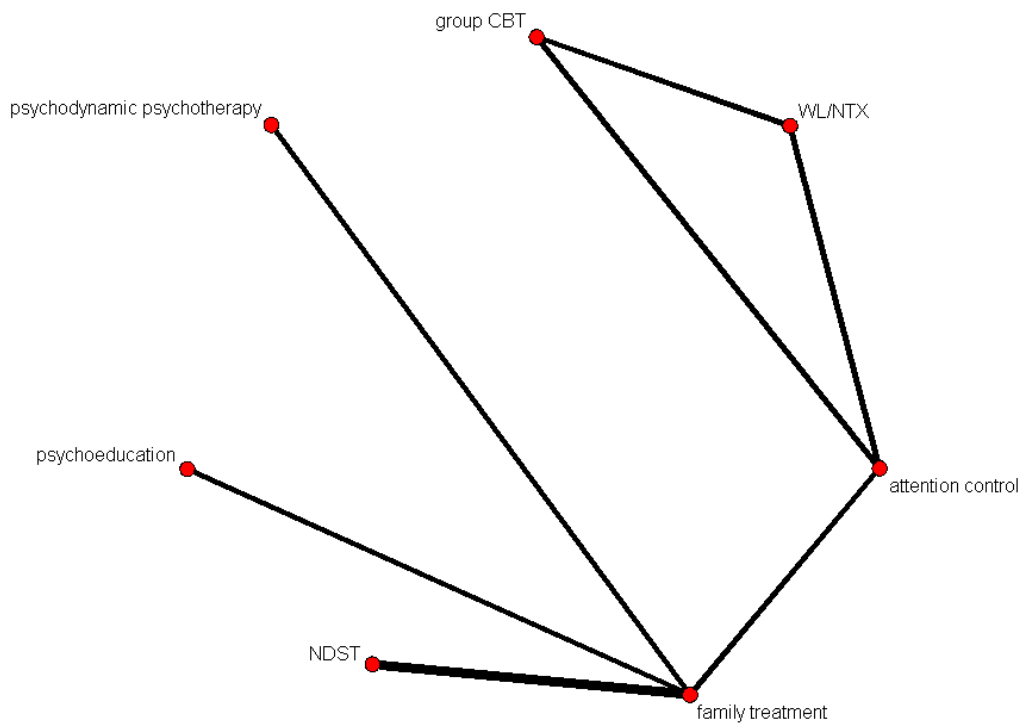 group CBT
psychodynamic psychotherapy
WL/NTX
psychoeducation
attention control
NDST
family treatment